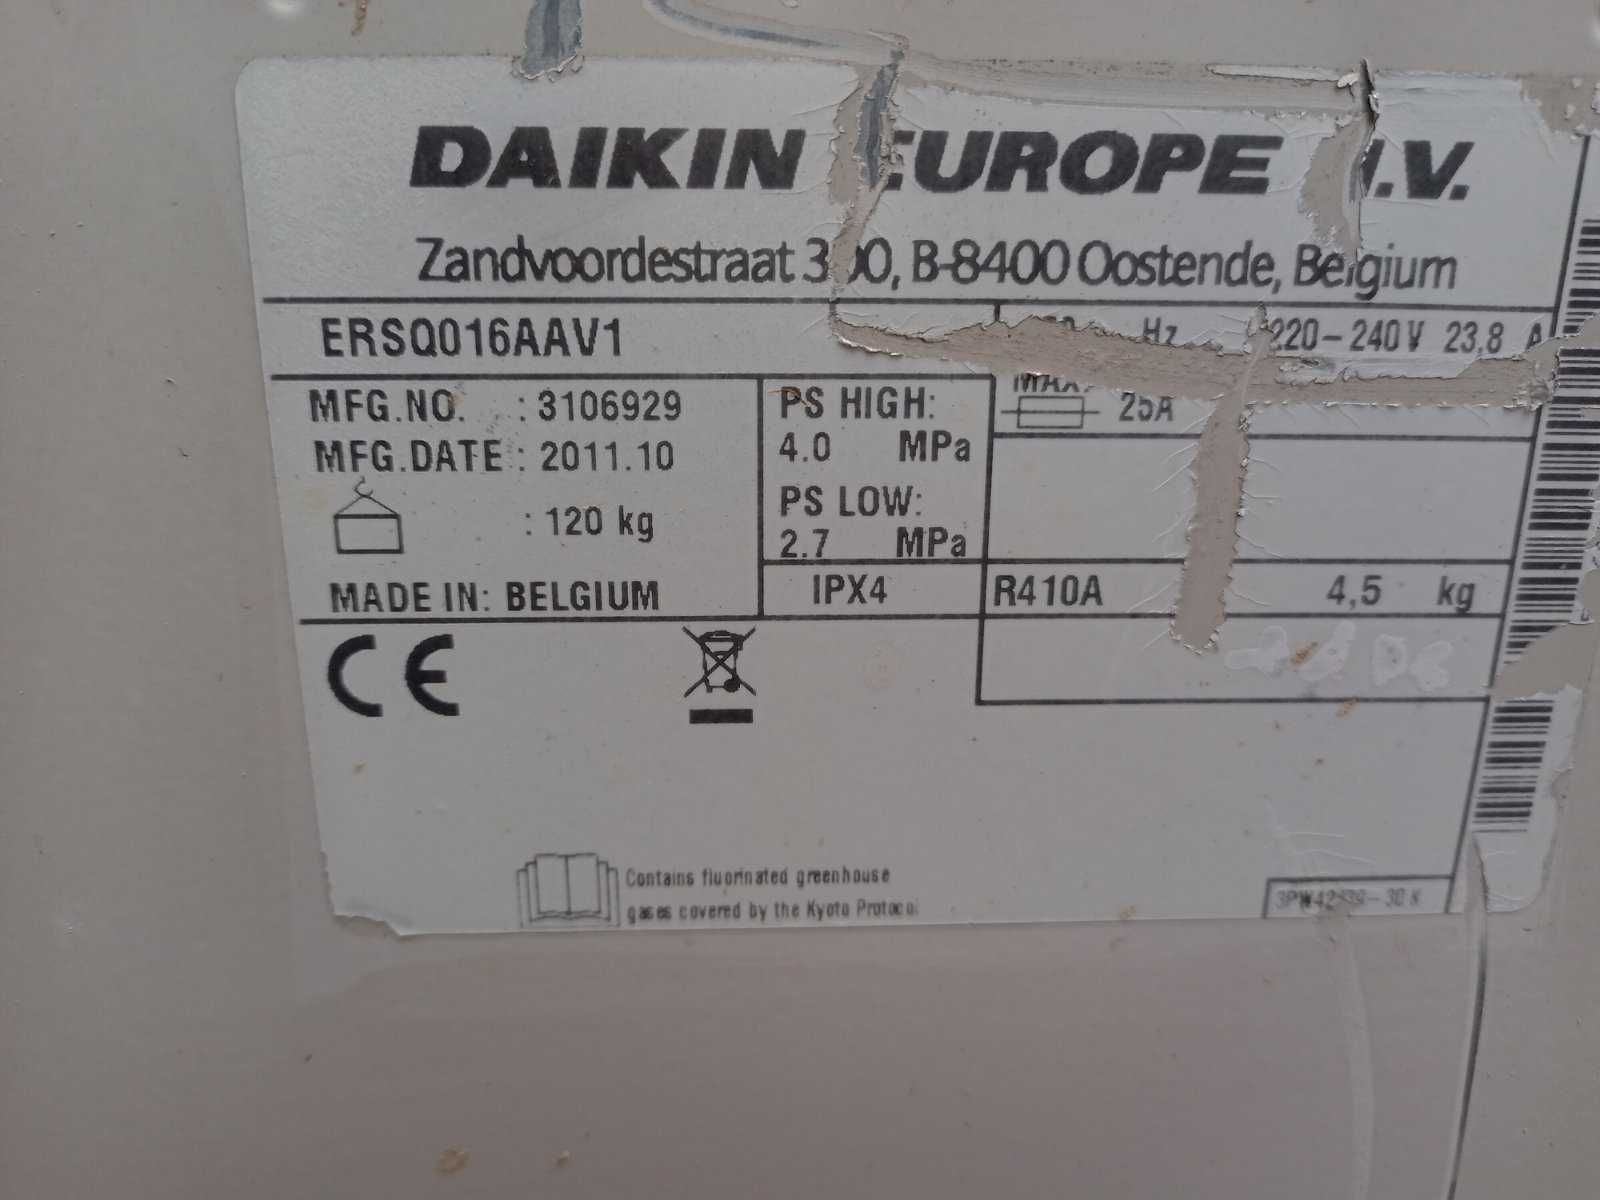 DAIKIN EUROPE N.V.
Zandvoordestraat 300, B-8400 Oostende, Belgium
ERSQ016AAV1 Hz 220-240 V 23,8 A
MFG.NO. : 3106929
MFG.DATE : 2011.10
: 120 kg
MADE IN: BELGIUM
PS HIGH:
4.0 MPa
PS LOW:
2.7 MPa
IPX4
MAX.
25A
R410A 4,5 kg
CE
Contains fluorinated greenhouse
gases covered by the Kyoto Protocol